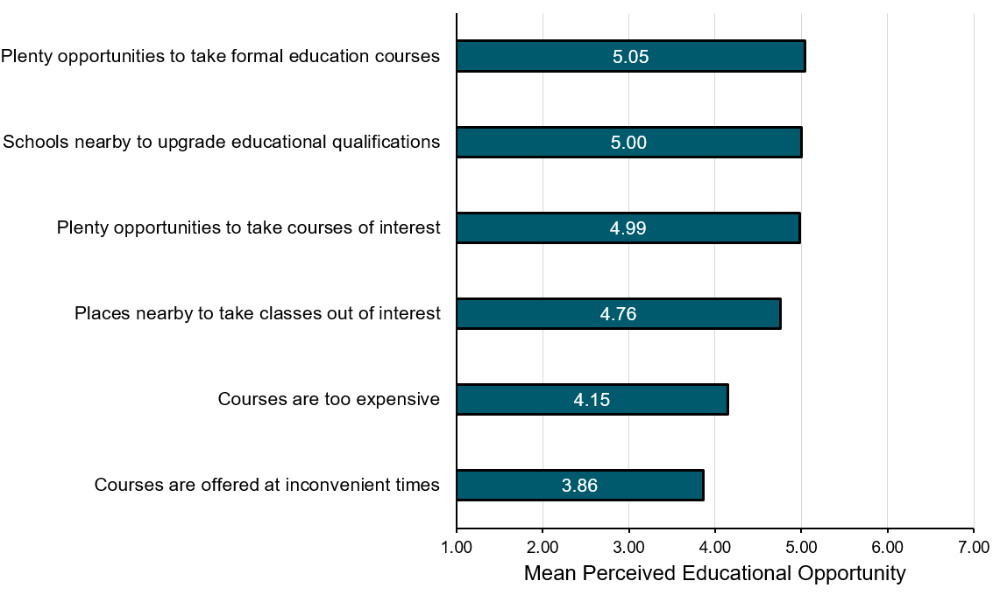 Plenty opportunities to take formal education courses
5.05
Schools nearby to upgrade educational qualifications
5.00
Plenty opportunities to take courses of interest
4.99
Places nearby to take classes out of interest
4.76
Courses are too expensive
4.15
Courses are offered at inconvenient times
3.86
1.00 2.00 3.00 4.00 5.00 6.00 7.00
Mean Perceived Educational Opportunity